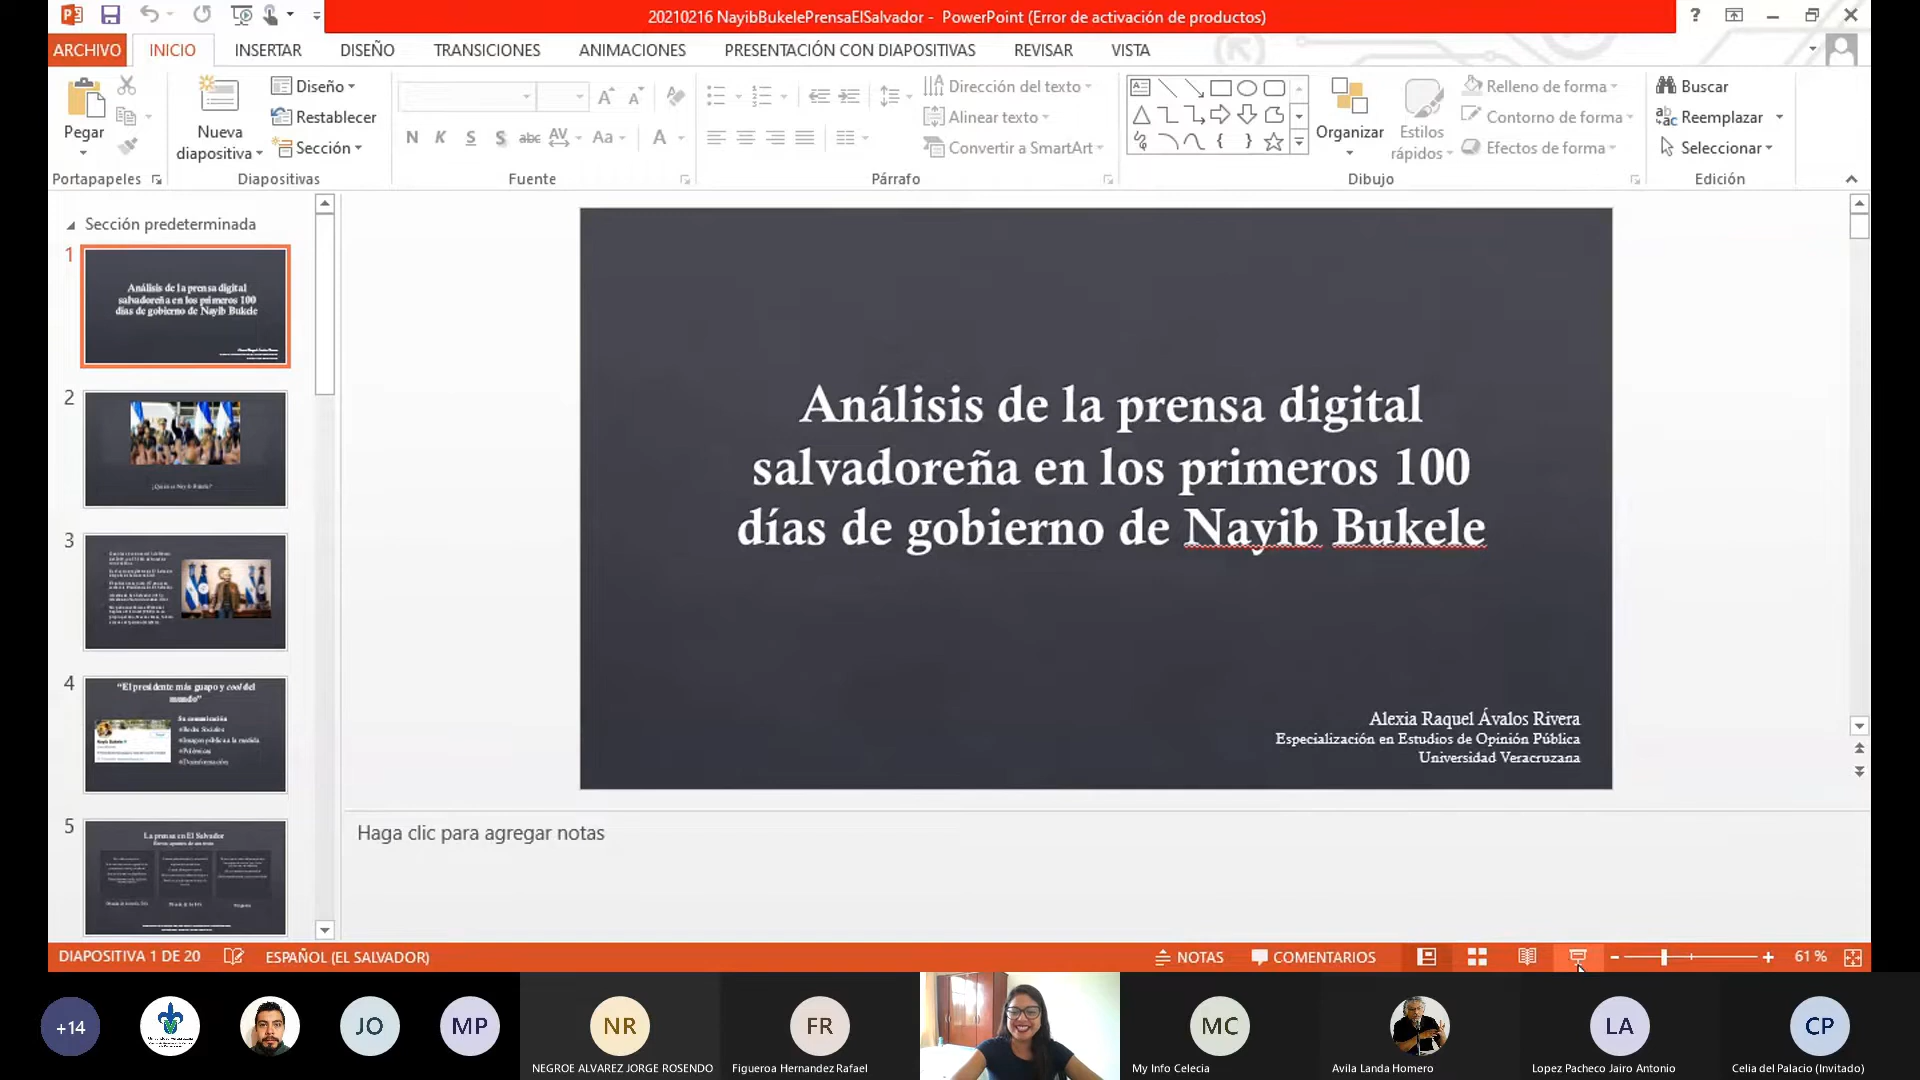 20210216 NayibBukelePrensaElSalvador - PowerPoint (Error de activación de productos)
ARCHIVO INICIO INSERTAR DISEÑO TRANSICIONES ANIMACIONES PRESENTACIÓN CON DIAPOSITIVAS REVISAR VISTA
Pegar
Nueva diapositiva
Diseño
Restablecer
Sección
N K S S abc AV Aa A
Dirección del texto
Alinear texto
Convertir a SmartArt
Organizar
Estilos rápidos
Relleno de forma
Contorno de forma
Efectos de forma
Buscar
Reemplazar
Seleccionar
Portapapeles Diapositivas Fuente Párrafo Dibujo Edición
Sección predeterminada
1
Análisis de la prensa digital
salvadoreña en los primeros 100
días de gobierno de Nayib Bukele
2
¿Quién es Nayib Bukele?
3
4
"El presidente más guapo y cool del
mundo"
Su comunicación
Redes Sociales
Imagen pública a la medida
Polémicas
Desinformación
5
La prensa en El Salvador
Análisis de la prensa digital
salvadoreña en los primeros 100
días de gobierno de Nayib Bukele
Alexia Raquel Ávalos Rivera
Especialización en Estudios de Opinión Pública
Universidad Veracruzana
Haga clic para agregar notas
DIAPOSITIVA 1 DE 20 ESPAÑOL (EL SALVADOR) NOTAS COMENTARIOS 61 %
+14 JO MP NR FR MC LA CP
NEGROE ALVAREZ JORGE ROSENDO
Figueroa Hernandez Rafael
My Info Celecia
Avila Landa Homero
Lopez Pacheco Jairo Antonio
Celia del Palacio (Invitado)